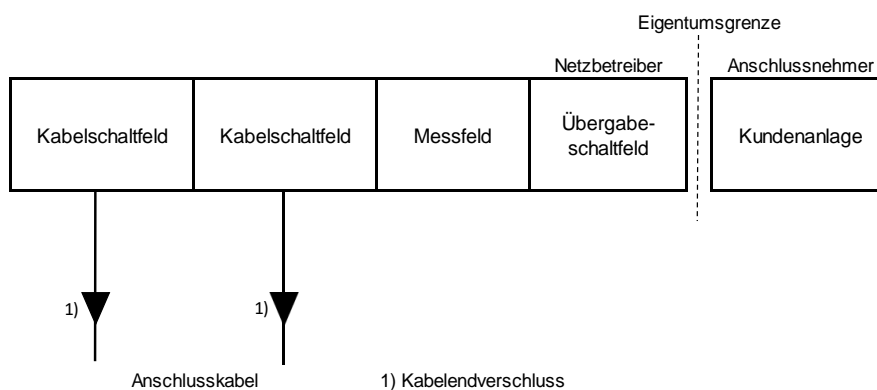 Eigentumsgrenze
Netzbetreiber
Anschlussnehmer
Kabelschaltfeld
Kabelschaltfeld
Messfeld
Übergabe-
schaltfeld
Kundenanlage
1)
1)
Anschlusskabel
1) Kabelendverschluss